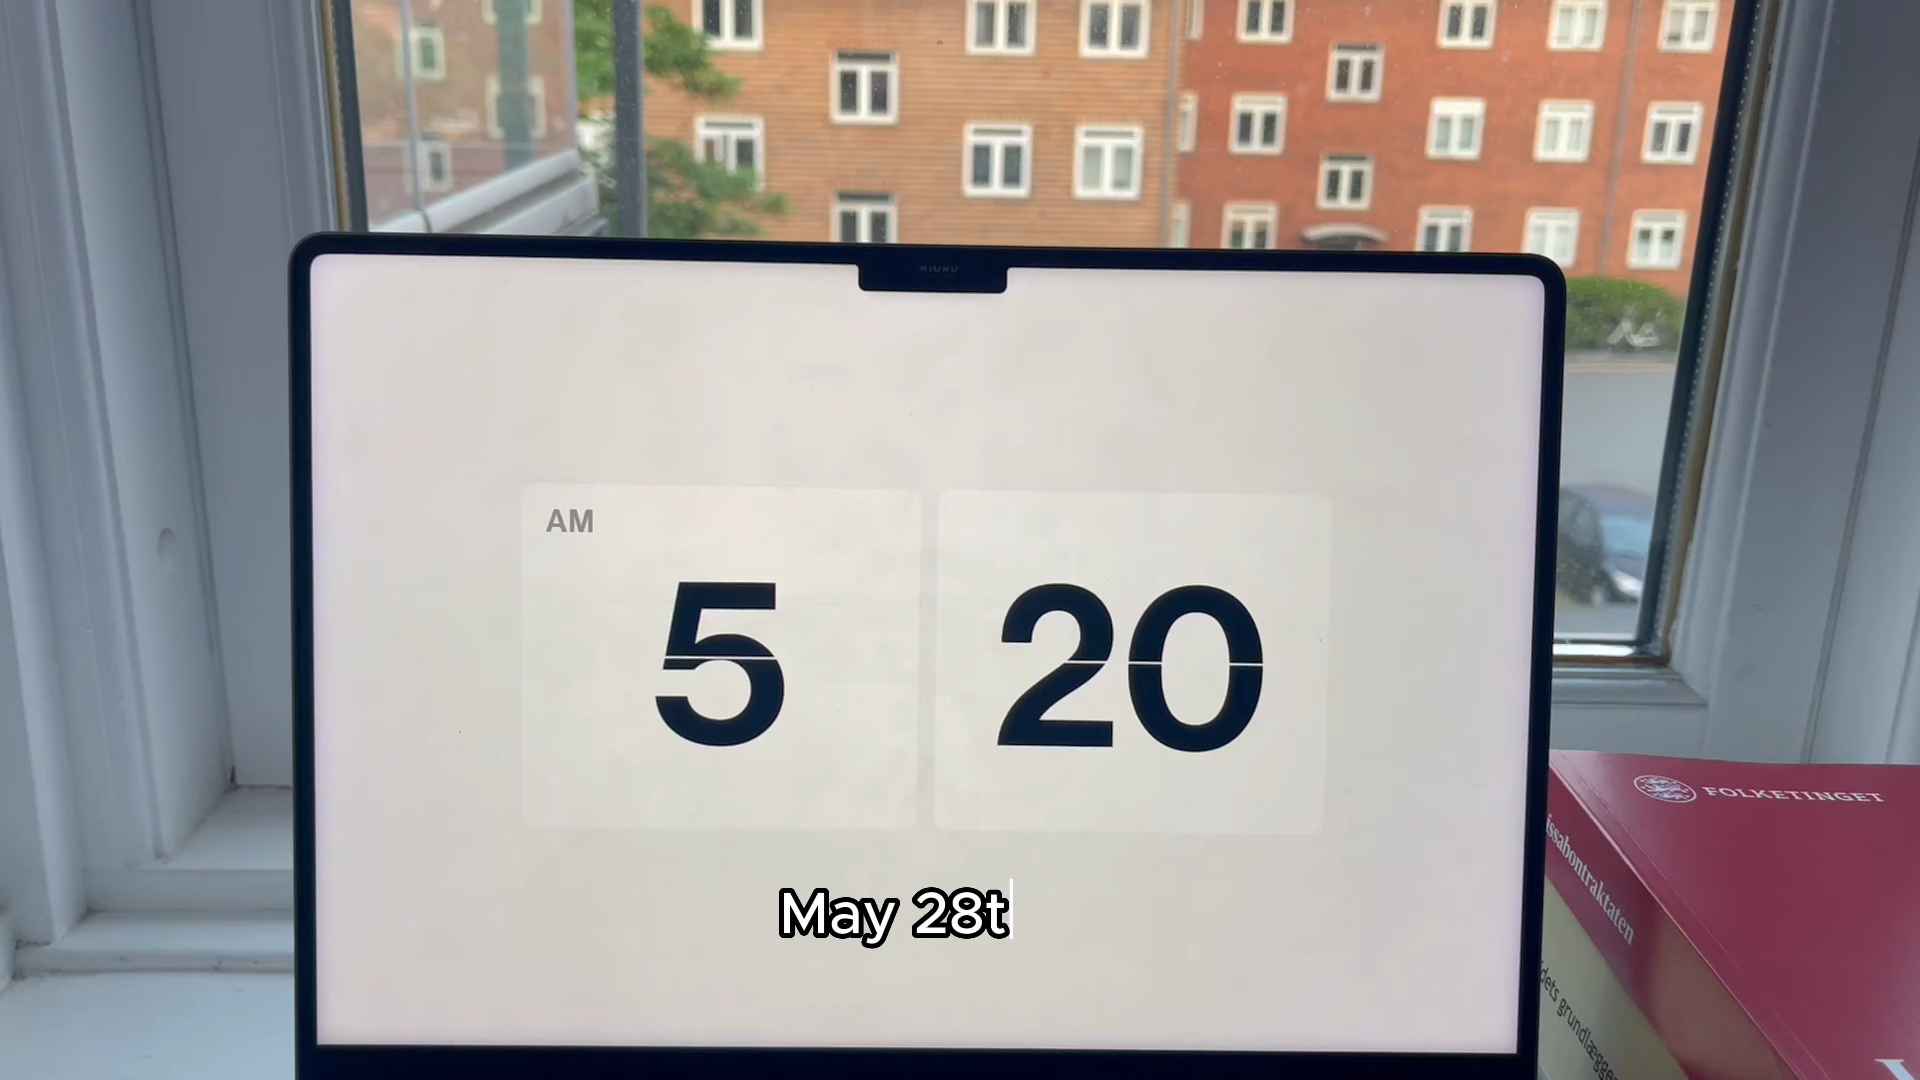 AM
5 20
May 28t
FOLKETINGET
issabontraktaten
dets grundlægge